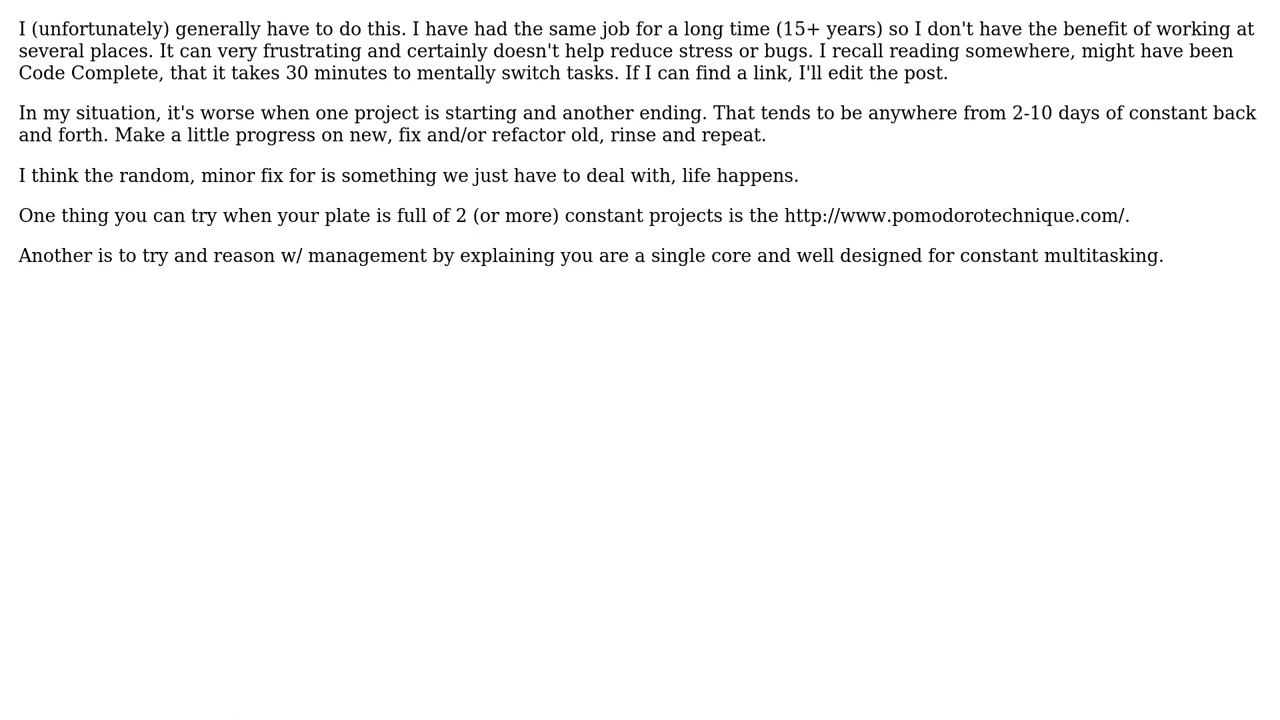 I (unfortunately) generally have to do this. I have had the same job for a long time (15+ years) so I don't have the benefit of working at
several places. It can very frustrating and certainly doesn't help reduce stress or bugs. I recall reading somewhere, might have been
Code Complete, that it takes 30 minutes to mentally switch tasks. If I can find a link, I'll edit the post.
In my situation, it's worse when one project is starting and another ending. That tends to be anywhere from 2-10 days of constant back
and forth. Make a little progress on new, fix and/or refactor old, rinse and repeat.
I think the random, minor fix for is something we just have to deal with, life happens.
One thing you can try when your plate is full of 2 (or more) constant projects is the http://www.pomodorotechnique.com/.
Another is to try and reason w/ management by explaining you are a single core and well designed for constant multitasking.